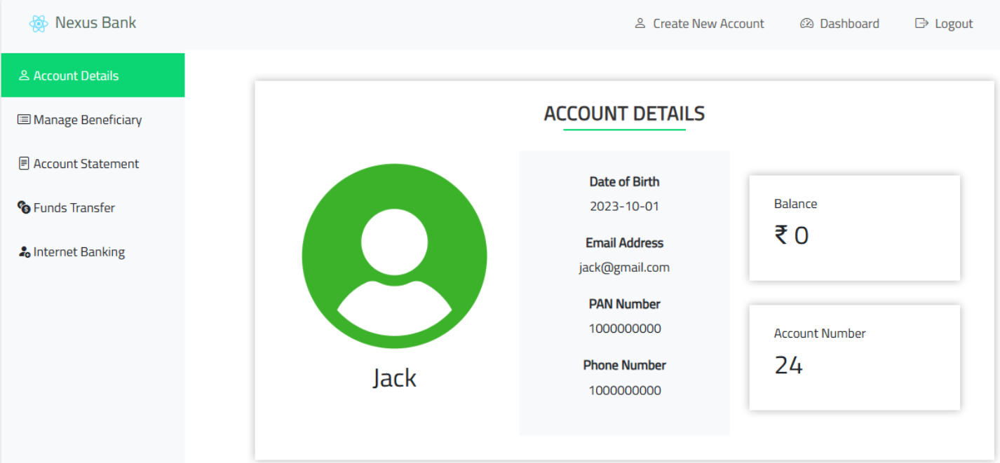 Nexus Bank
Create New Account
Dashboard
Logout
Account Details
Manage Beneficiary
Account Statement
Funds Transfer
Internet Banking
ACCOUNT DETAILS
Jack
Date of Birth
2023-10-01
Email Address
jack@gmail.com
PAN Number
1000000000
Phone Number
1000000000
Balance
₹ 0
Account Number
24